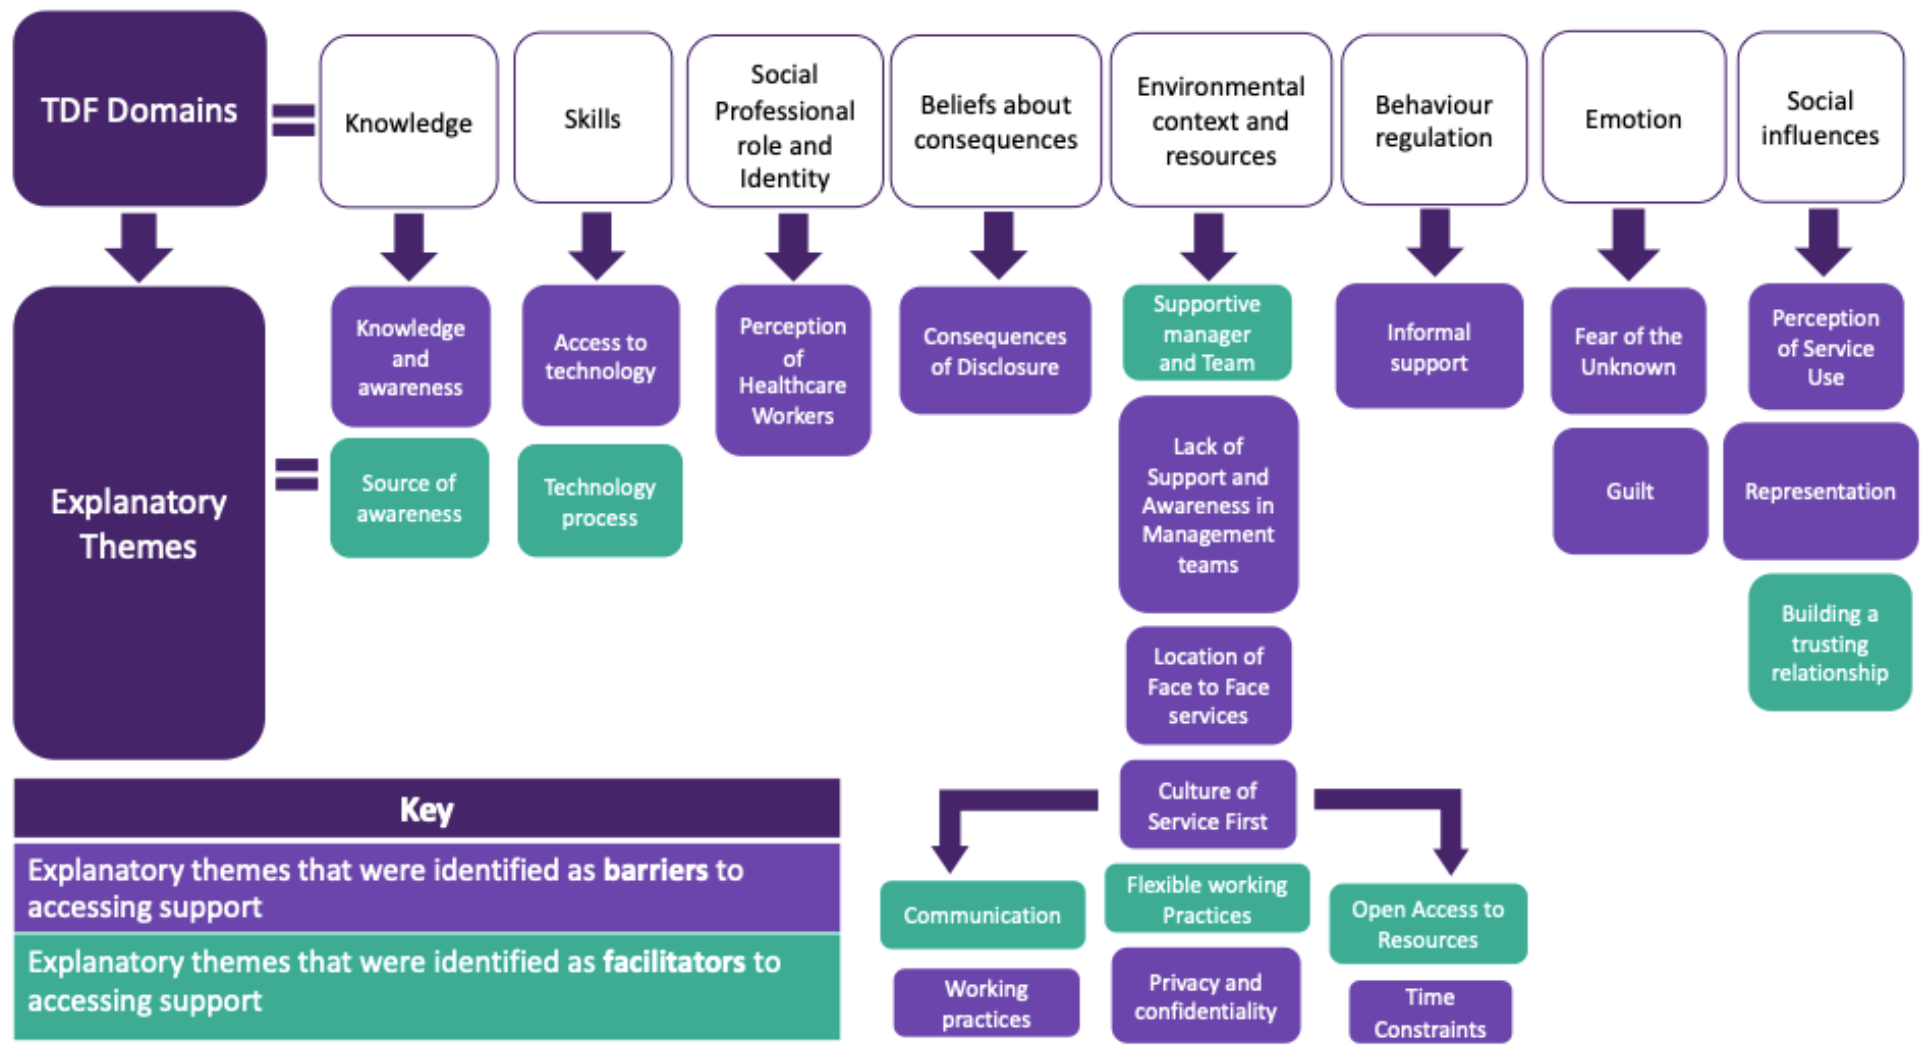 TDF Domains
Knowledge
Skills
Social
Professional
role and
Identity
Beliefs about
consequences
Environmental
context and
resources
Behaviour
regulation
Emotion
Social
influences
Explanatory
Themes
Knowledge
and
awareness
Source of
awareness
Access to
technology
Technology
process
Perception
of
Healthcare
Workers
Consequences
of Disclosure
Supportive
manager
and Team
Lack of
Support and
Awareness in
Management
teams
Location of
Face to Face
services
Culture of
Service First
Communication
Working
practices
Flexible working
Practices
Privacy and
confidentiality
Open Access to
Resources
Time
Constraints
Informal
support
Fear of the
Unknown
Guilt
Perception
of Service
Use
Representation
Building a
trusting
relationship
Key
Explanatory themes that were identified as barriers to
accessing support
Explanatory themes that were identified as facilitators to
accessing support